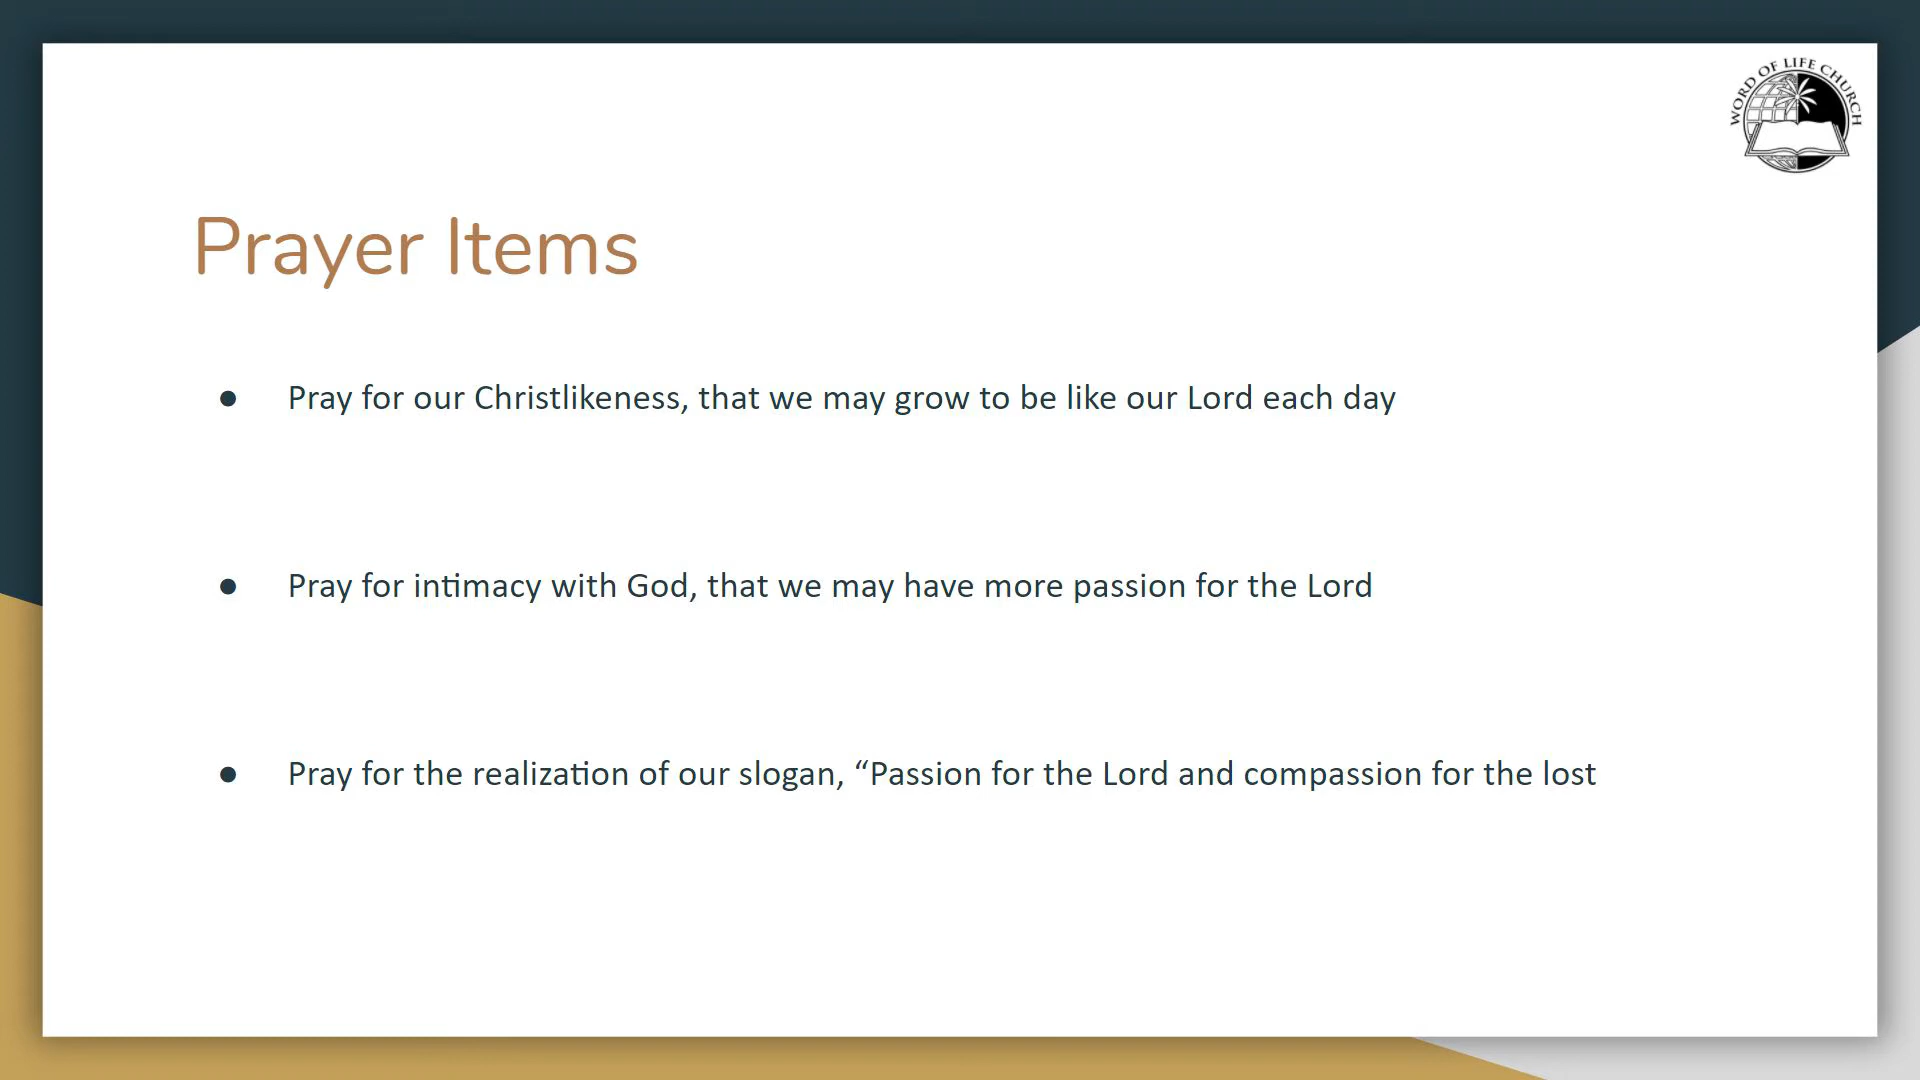 WORD OF LIFE CHURCH
Prayer Items
● Pray for our Christlikeness, that we may grow to be like our Lord each day
● Pray for intimacy with God, that we may have more passion for the Lord
● Pray for the realization of our slogan, “Passion for the Lord and compassion for the lost